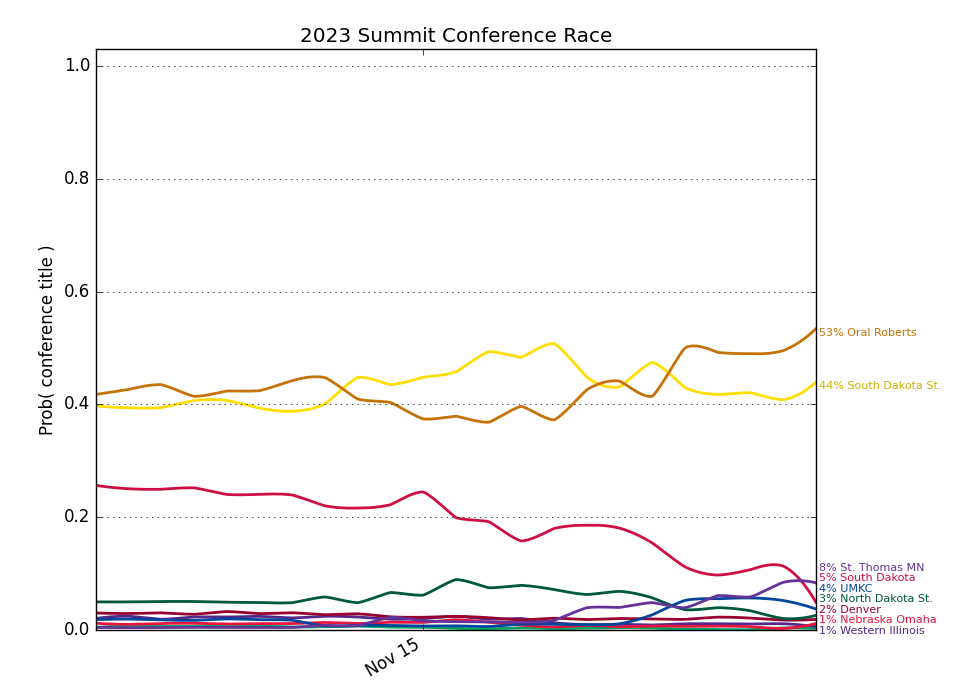 2023 Summit Conference Race
Prob( conference title )
1.0
0.8
0.6
0.4
0.2
0.0
Nov 15
53% Oral Roberts
44% South Dakota St.
8% St. Thomas MN
5% South Dakota
4% UMKC
3% North Dakota St.
2% Denver
1% Nebraska Omaha
1% Western Illinois